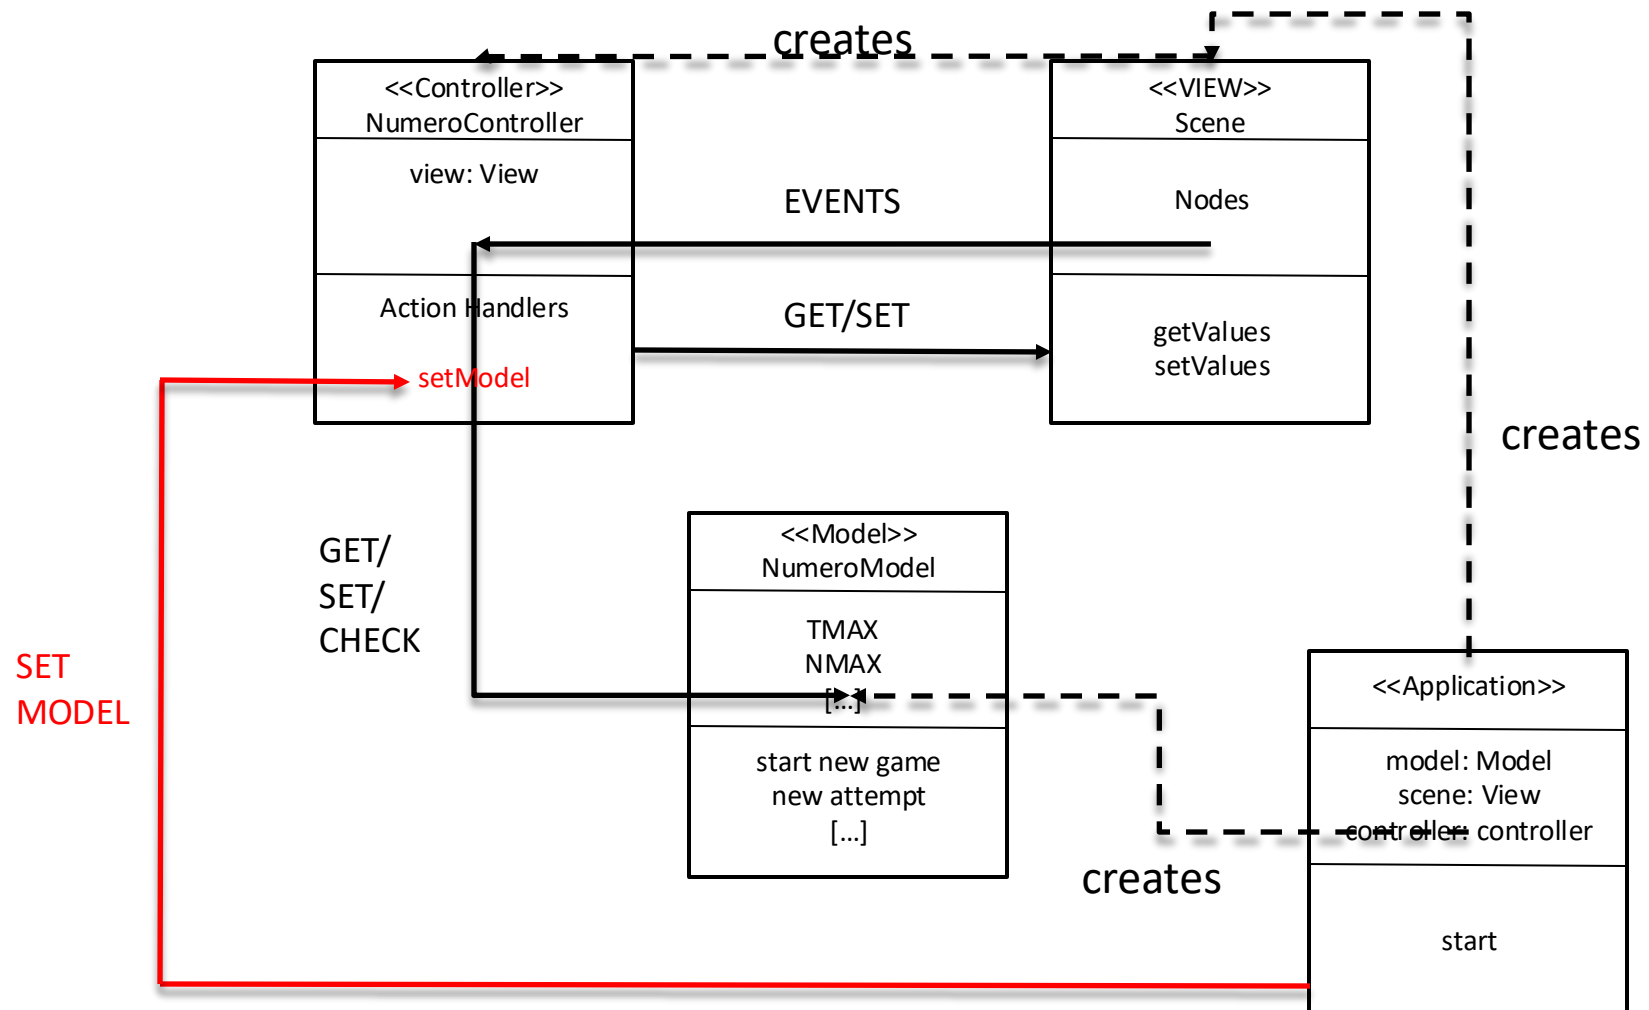 creates
<<Controller>>
NumeroController
view: View
Action Handlers
setModel
<<VIEW>>
Scene
Nodes
getValues
setValues
EVENTS
GET/SET
creates
GET/
SET/
CHECK
<<Model>>
NumeroModel
TMAX
NMAX
[...]
start new game
new attempt
[...]
SET
MODEL
<<Application>>
model: Model
scene: View
controller: controller
start
creates